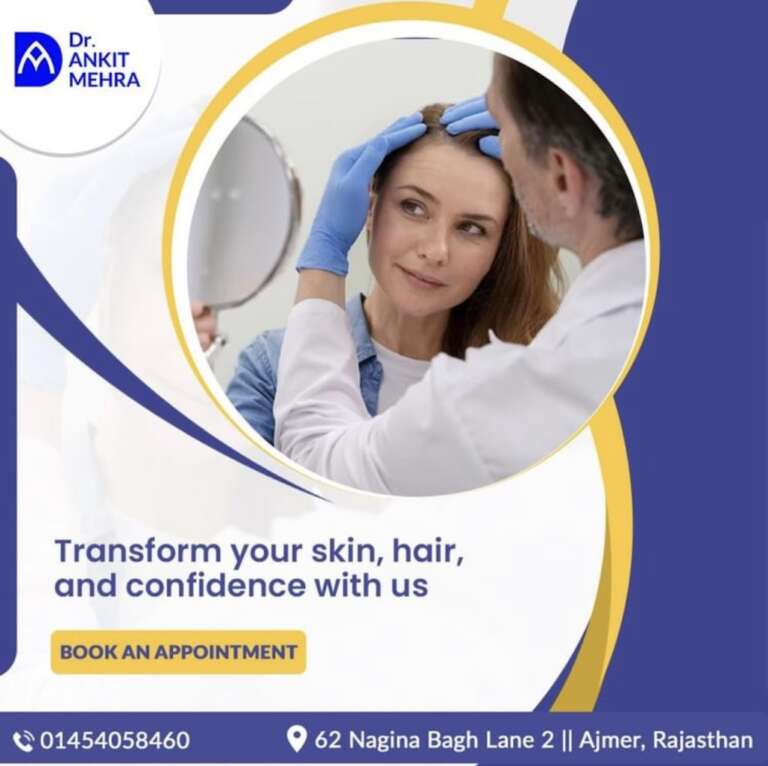 Dr.
ANKIT
MEHRA
Transform your skin, hair,
and confidence with us
BOOK AN APPOINTMENT
01454058460
62 Nagina Bagh Lane 2 || Ajmer, Rajasthan